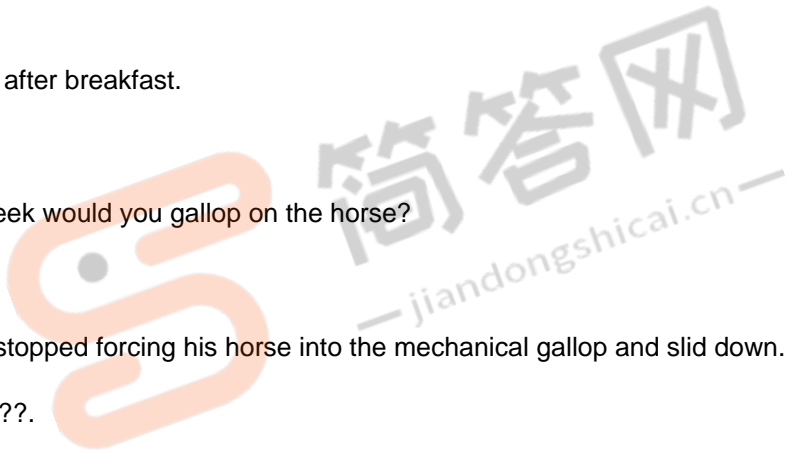 after breakfast.
简答网
eek would you gallop on the horse?
jiandongshicai.cn
stopped forcing his horse into the mechanical gallop and slid down.
??.